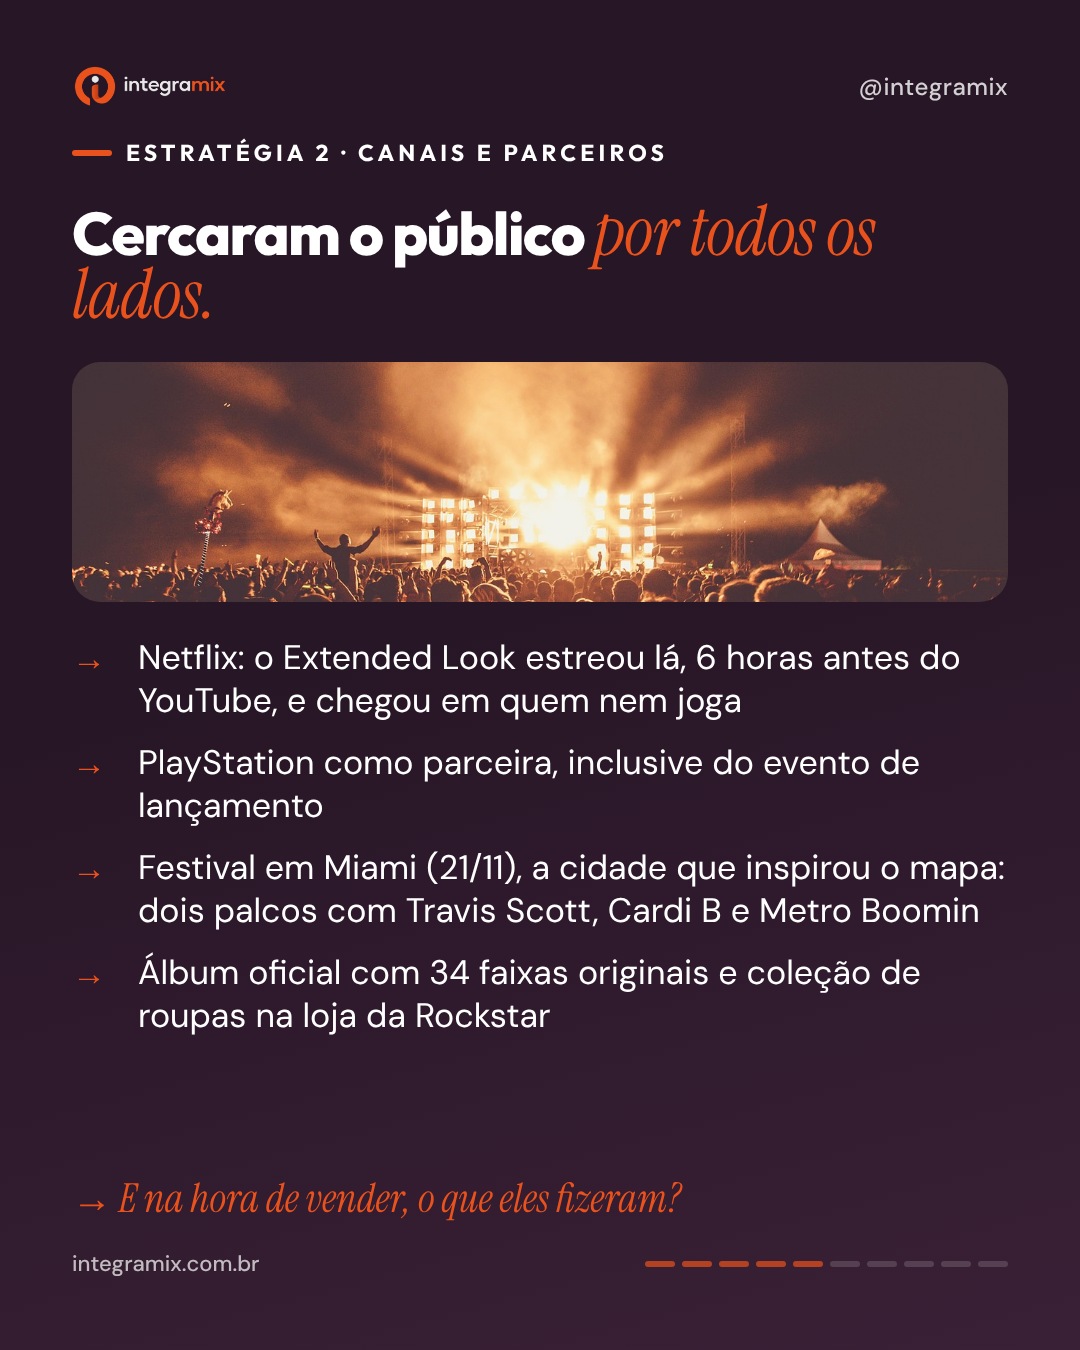 integramix
@integramix
ESTRATÉGIA 2 · CANAIS E PARCEIROS
Cercaram o público por todos os
lados.
→ Netflix: o Extended Look estreou lá, 6 horas antes do
YouTube, e chegou em quem nem joga
→ PlayStation como parceira, inclusive do evento de
lançamento
→ Festival em Miami (21/11), a cidade que inspirou o mapa:
dois palcos com Travis Scott, Cardi B e Metro Boomin
→ Álbum oficial com 34 faixas originais e coleção de
roupas na loja da Rockstar
→ E na hora de vender, o que eles fizeram?
integramix.com.br